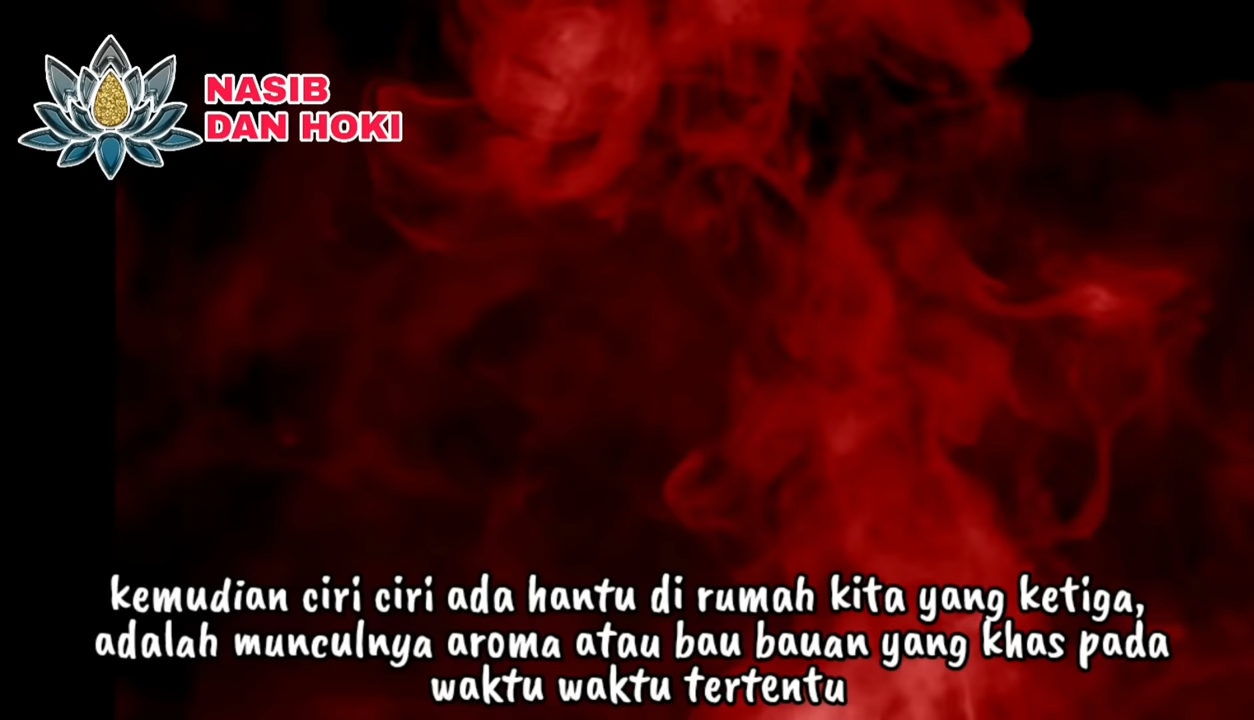 NASIB
DAN HOKI
kemudian ciri ciri ada hantu di rumah kita yang ketiga,
adalah munculnya aroma atau bau bauan yang khas pada
waktu waktu tertentu